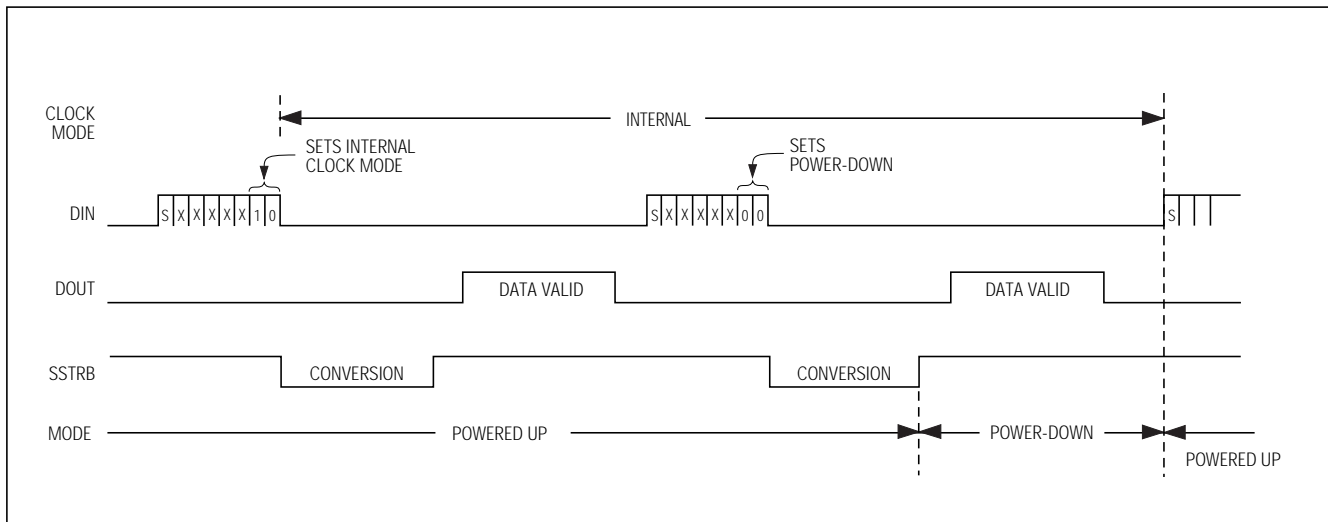 CLOCK
MODE
INTERNAL
SETS INTERNAL
CLOCK MODE
SETS
POWER-DOWN
DIN
S X X X X X 1 0
S X X X X X 0 0
S
DOUT
DATA VALID
DATA VALID
SSTRB
CONVERSION
CONVERSION
MODE
POWERED UP
POWER-DOWN
POWERED UP